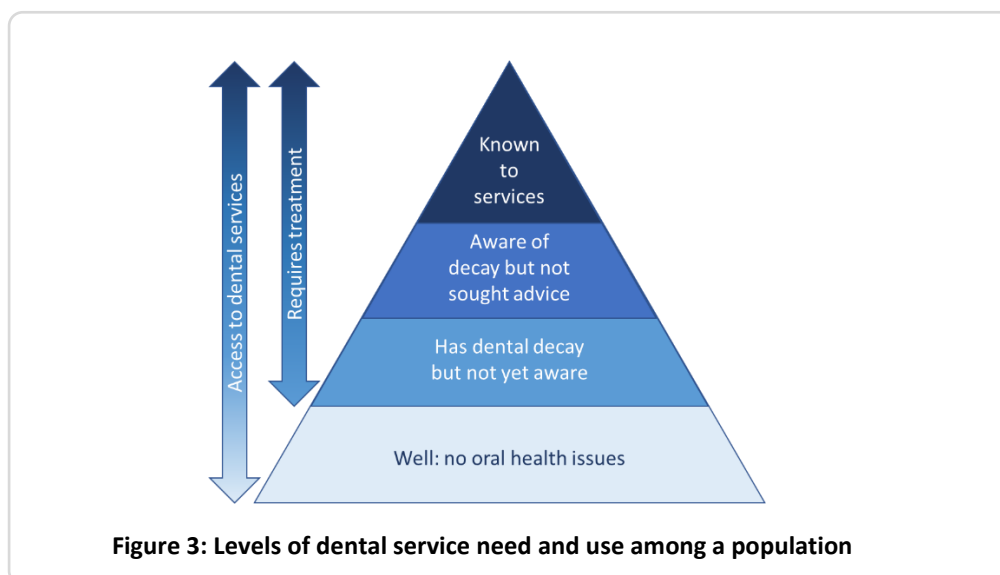 Access to dental services
Requires treatment
Known
to
services
Aware of
decay but not
sought advice
Has dental decay
but not yet aware
Well: no oral health issues
Figure 3: Levels of dental service need and use among a population